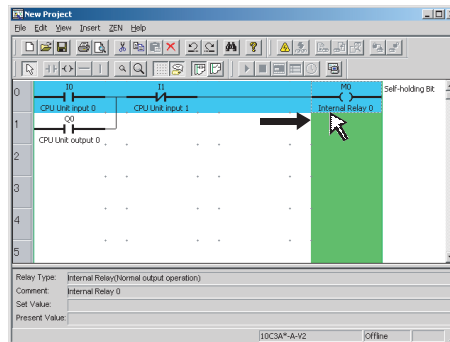 New Project
File Edit View Insert ZEN Help
0 I0 I1 M0 Self-holding Bit
CPU Unit input 0 CPU Unit input 1 Internal Relay 0
1 Q0
CPU Unit output 0
2
3
4
5
Relay Type: Internal Relay(Normal output operation)
Comment: Internal Relay 0
Set Value:
Present Value:
10C3A*-A-V2 Offline